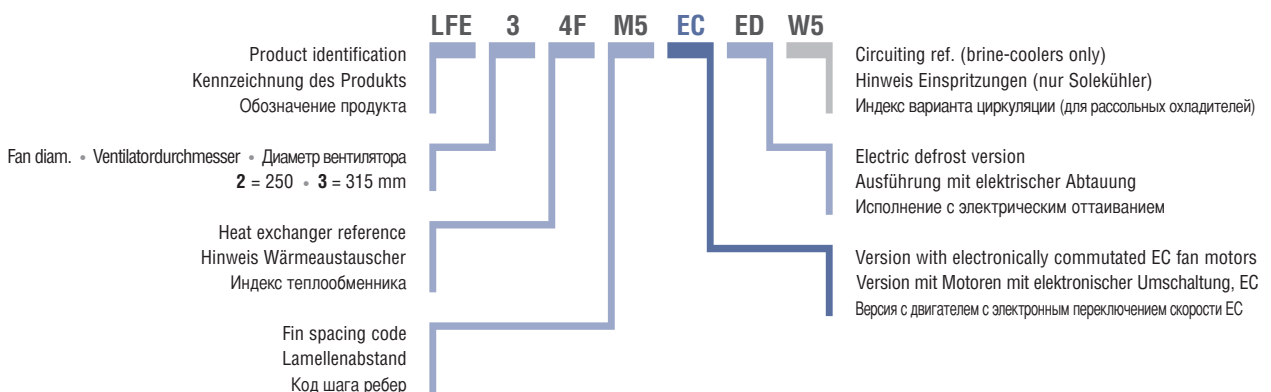 LFE 3 4F M5 EC ED W5
Product identification
Kennzeichnung des Produkts
Обозначение продукта
Fan diam. • Ventilatordurchmesser • Диаметр вентилятора
2 = 250 • 3 = 315 mm
Heat exchanger reference
Hinweis Wärmeaustauscher
Индекс теплообменника
Fin spacing code
Lamellenabstand
Код шага ребер
Circuiting ref. (brine-coolers only)
Hinweis Einspritzungen (nur Solekühler)
Индекс варианта циркуляции (для рассольных охладителей)
Electric defrost version
Ausführung mit elektrischer Abtauung
Исполнение с электрическим оттаиванием
Version with electronically commutated EC fan motors
Version mit Motoren mit elektronischer Umschaltung, EC
Версия с двигателем с электронным переключением скорости EC